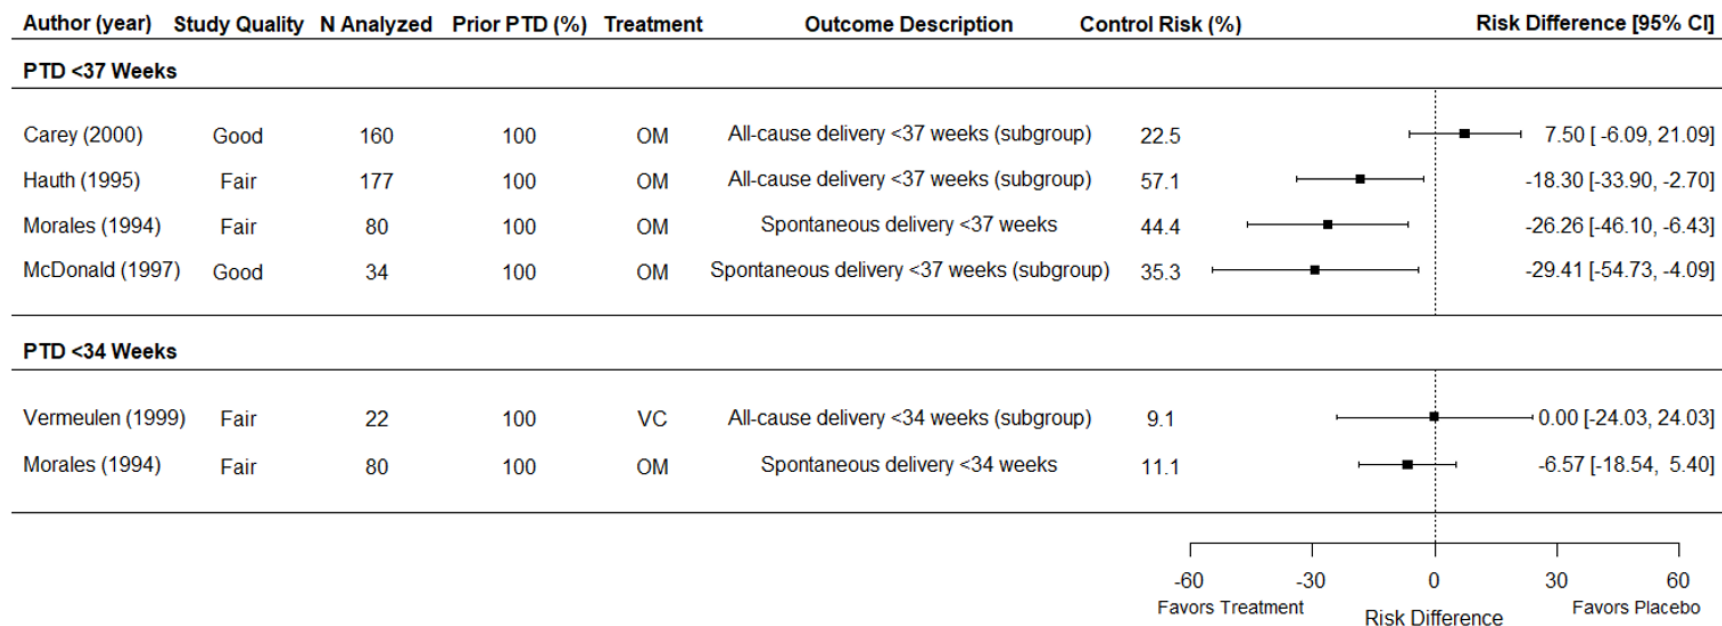 Author (year) Study Quality N Analyzed Prior PTD (%) Treatment Outcome Description Control Risk (%) Risk Difference [95% CI]
PTD <37 Weeks
Carey (2000) Good 160 100 OM All-cause delivery <37 weeks (subgroup) 22.5 7.50 [ -6.09, 21.09]
Hauth (1995) Fair 177 100 OM All-cause delivery <37 weeks (subgroup) 57.1 -18.30 [-33.90, -2.70]
Morales (1994) Fair 80 100 OM Spontaneous delivery <37 weeks 44.4 -26.26 [-46.10, -6.43]
McDonald (1997) Good 34 100 OM Spontaneous delivery <37 weeks (subgroup) 35.3 -29.41 [-54.73, -4.09]
PTD <34 Weeks
Vermeulen (1999) Fair 22 100 VC All-cause delivery <34 weeks (subgroup) 9.1 0.00 [-24.03, 24.03]
Morales (1994) Fair 80 100 OM Spontaneous delivery <34 weeks 11.1 -6.57 [-18.54, 5.40]
-60 -30 0 30 60
Favors Treatment Favors Placebo
Risk Difference